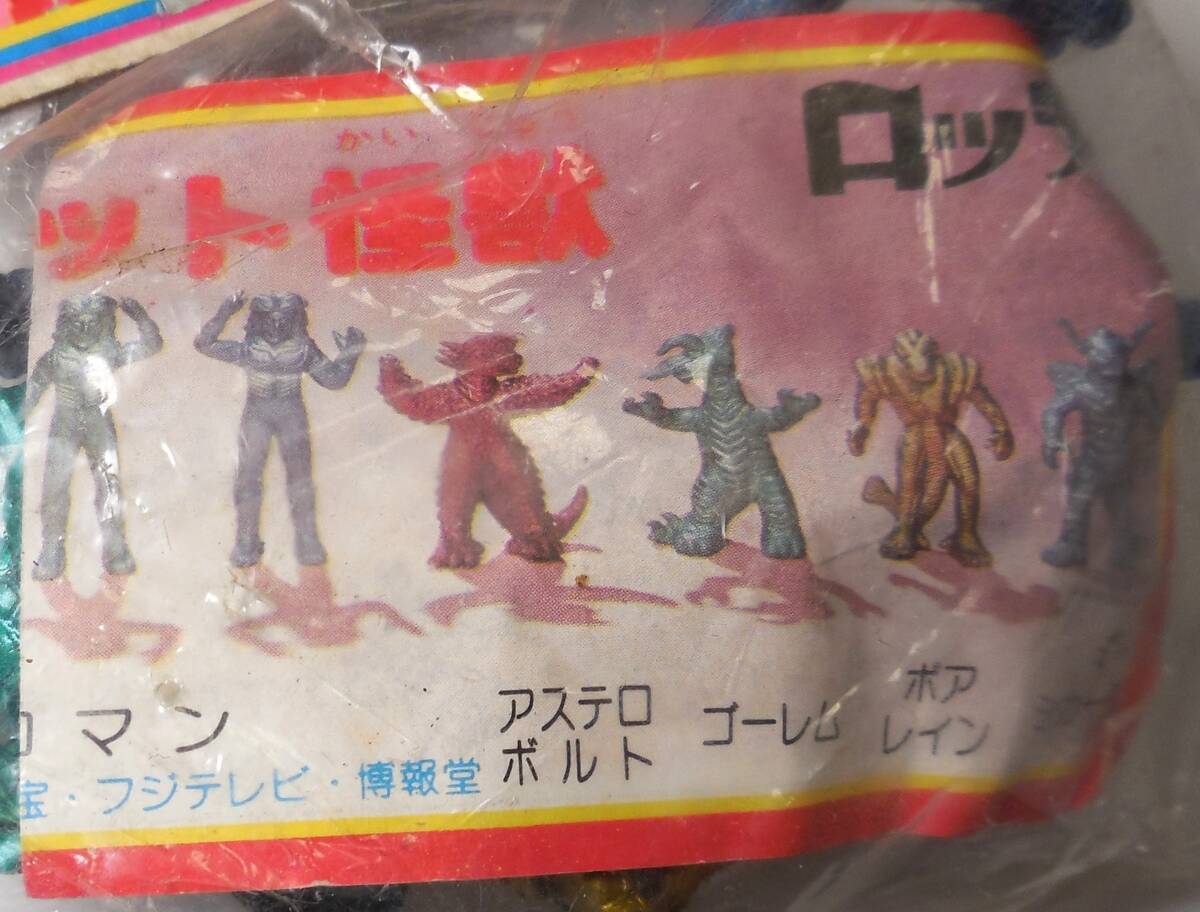 かいじゅう
ット怪獣
ロッテ
ロマン
アステロ
ボルト
ゴーレム
ボア
レイン
宝・フジテレビ・博報堂